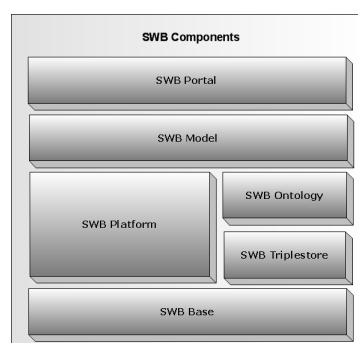 SWB Components
SWB Portal
SWB Model
SWB Platform
SWB Ontology
SWB Triplestore
SWB Base